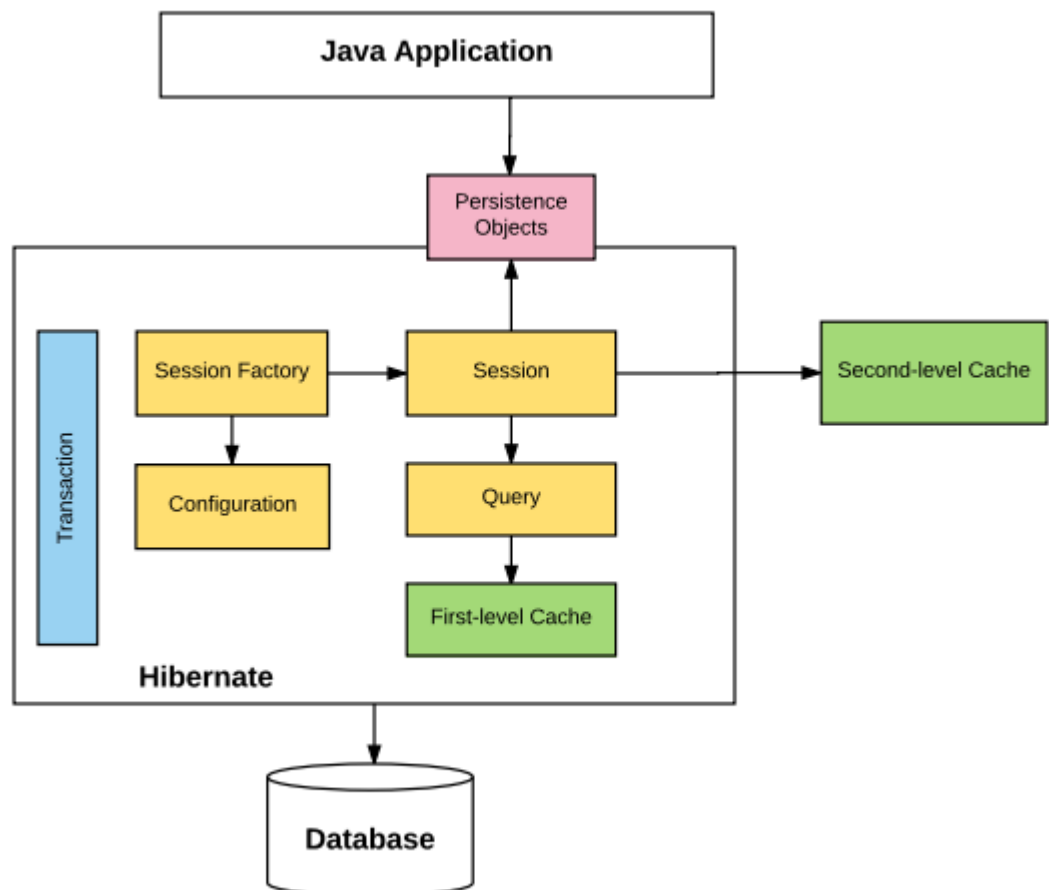 Java Application
Persistence
Objects
Session Factory
Session
Second-level Cache
Transaction
Configuration
Query
First-level Cache
Hibernate
Database